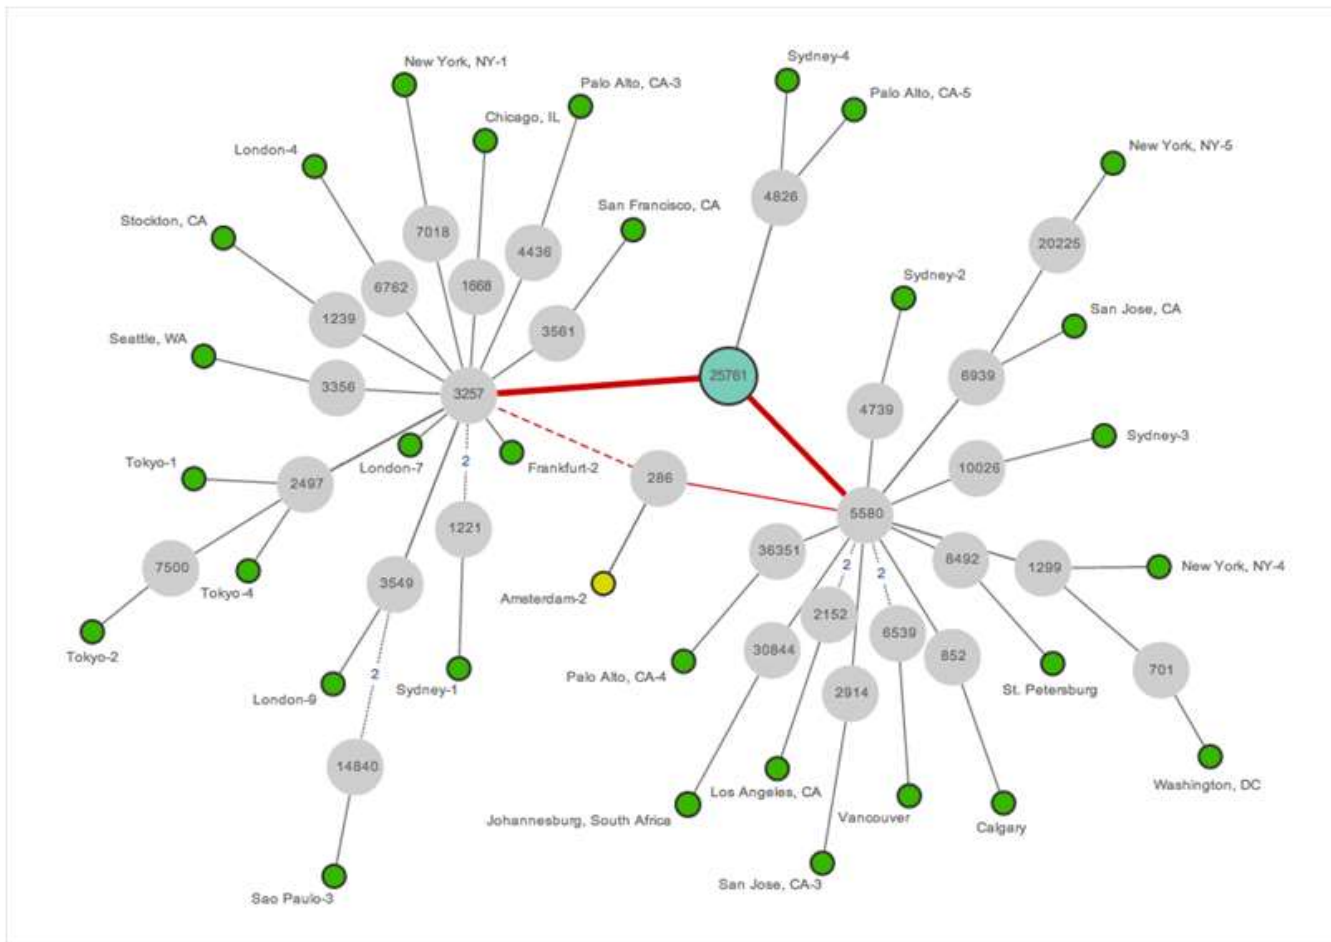 Sydney-4
New York, NY-1
Palo Alto, CA-3
Palo Alto, CA-5
Chicago, IL
London-4
New York, NY-5
4826
San Francisco, CA
Stockton, CA
7018
4436
20225
Sydney-2
6762
1668
San Jose, CA
1239
3561
Seattle, WA
25761
6939
3356
3257
4739
Sydney-3
Tokyo-1
London-7
2
Frankfurt-2
10026
2497
286
5580
1221
36351
8492
1299
New York, NY-4
7500
3549
2
2
Tokyo-4
Amsterdam-2
2152
6539
Tokyo-2
30844
852
701
2
Palo Alto, CA-4
2914
St. Petersburg
London-9
Sydney-1
14840
Washington, DC
Los Angeles, CA
Johannesburg, South Africa
Vancouver
Calgary
San Jose, CA-3
Sao Paulo-3